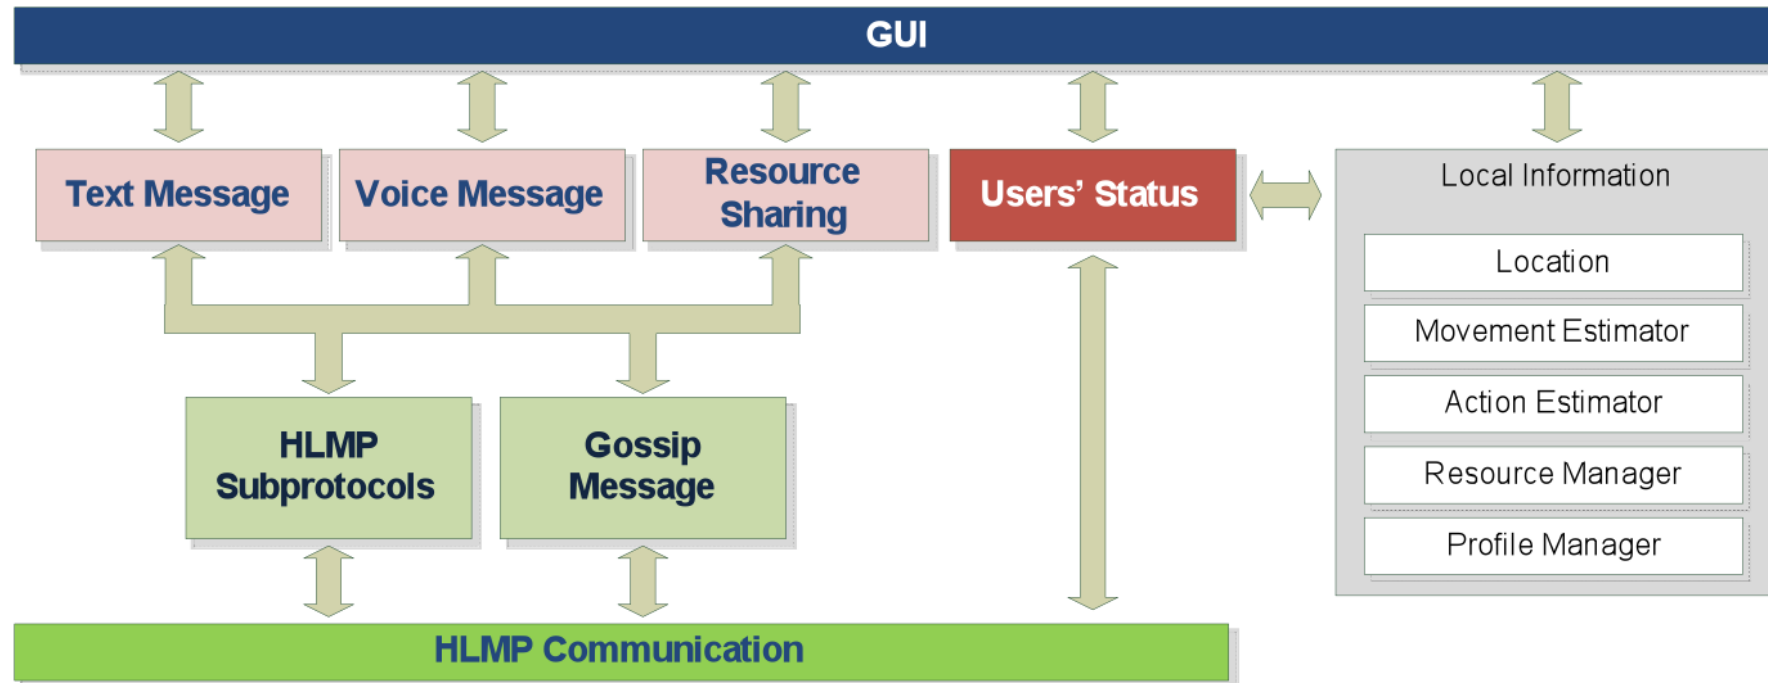 GUI
Text Message
Voice Message
Resource
Sharing
Users' Status
Local Information
Location
Movement Estimator
Action Estimator
Resource Manager
Profile Manager
HLMP
Subprotocols
Gossip
Message
HLMP Communication